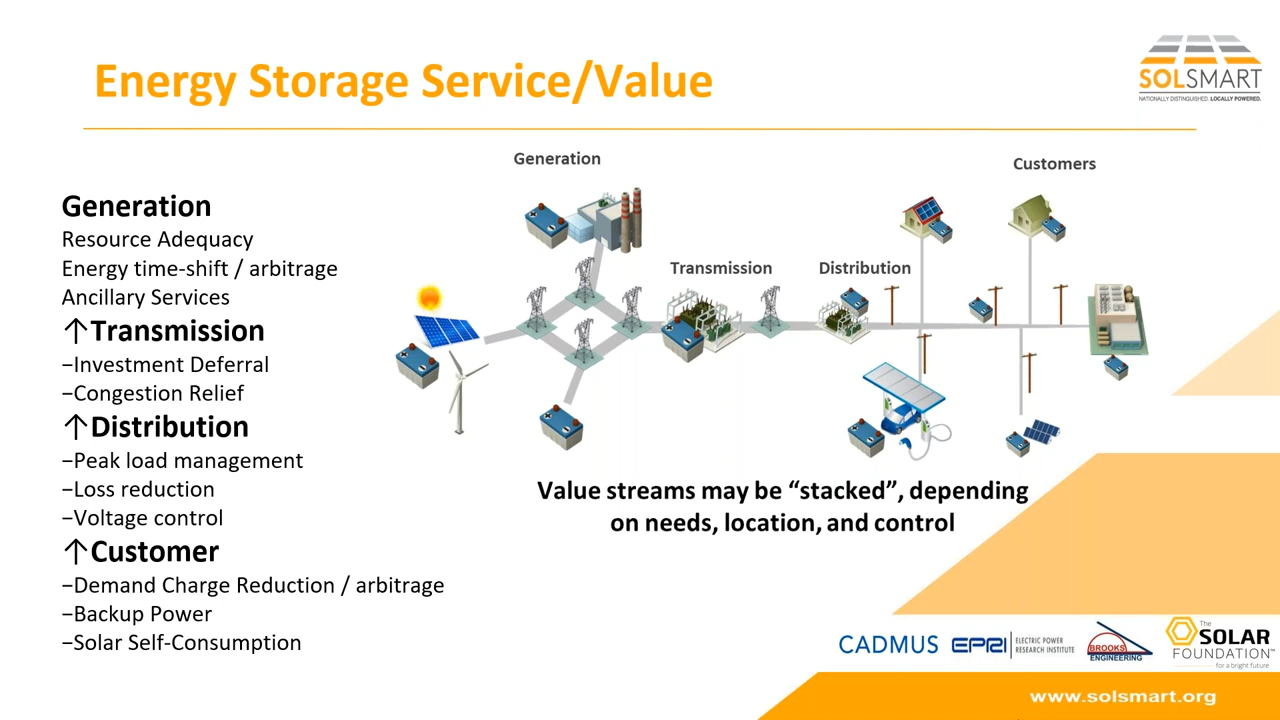 Energy Storage Service/Value
SOLSMART
NATIONALLY DISTINGUISHED. LOCALLY POWERED.
Generation
Customers
Transmission
Distribution
Generation
Resource Adequacy
Energy time-shift / arbitrage
Ancillary Services
↑Transmission
−Investment Deferral
−Congestion Relief
↑Distribution
−Peak load management
−Loss reduction
−Voltage control
↑Customer
−Demand Charge Reduction / arbitrage
−Backup Power
−Solar Self-Consumption
Value streams may be “stacked”, depending
on needs, location, and control
CADMUS
EPRI
ELECTRIC POWER
RESEARCH INSTITUTE
BROOKS
ENGINEERING
The
SOLAR
FOUNDATION™
for a bright future
www.solsmart.org